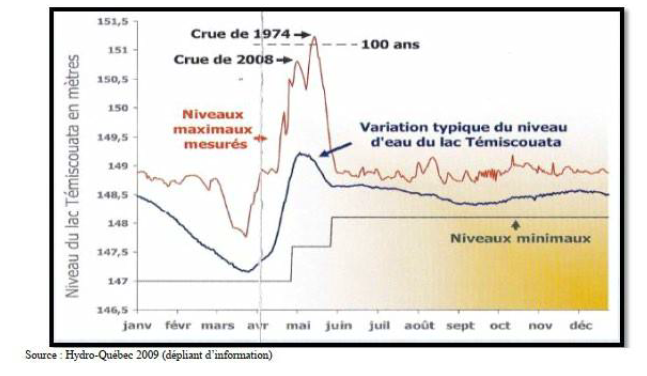 Niveau du lac Témiscouata en mètres
151,5
151
150,5
150
149,5
149
148,5
148
147,5
147
146,5
Crue de 1974
100 ans
Crue de 2008
Niveaux
maximaux
mesurés
Variation typique du niveau
d'eau du lac Témiscouata
Niveaux minimaux
janv févr mars avr mai juin juil août sept oct nov déc
Source : Hydro-Québec 2009 (dépliant d'information)